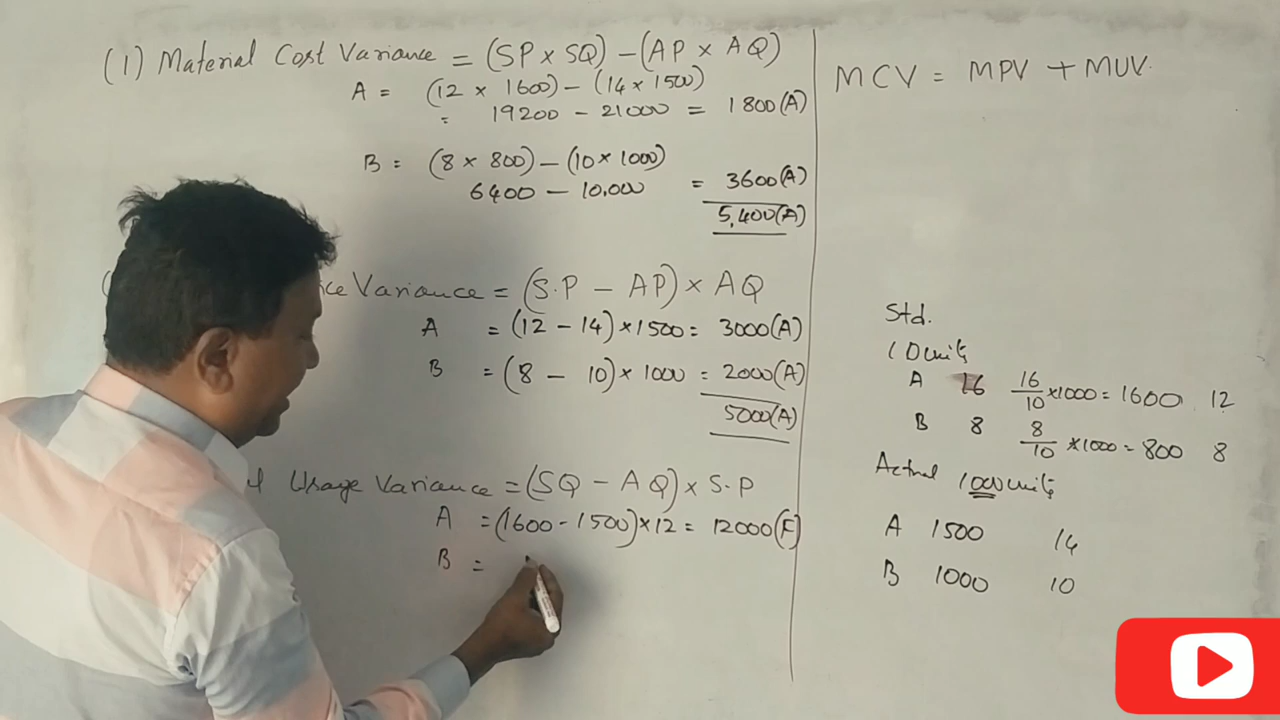 (1) Material Cost Variance = (SP × SQ) – (AP × AQ)
A = (12 × 1600) – (14 × 1500)
= 19200 – 21000 = 1800(A)
B = (8 × 800) – (10 × 1000)
6400 – 10,000 = 3600(A)
5,400(A)
Variance = (S.P – AP) × AQ
A = (12 – 14) × 1500 = 3000(A)
B = (8 – 10) × 1000 = 2000(A)
5000(A)
Usage Variance = (SQ – AQ) × S.P
A = (1600 – 1500) × 12 = 12000(F)
B =
MCV = MPV + MUV.
Std.
10 units
A 16 16/10 ×1000 = 1600 12
B 8 8/10 ×1000 = 800 8
Actual 1000 units
A 1500 14
B 1000 10